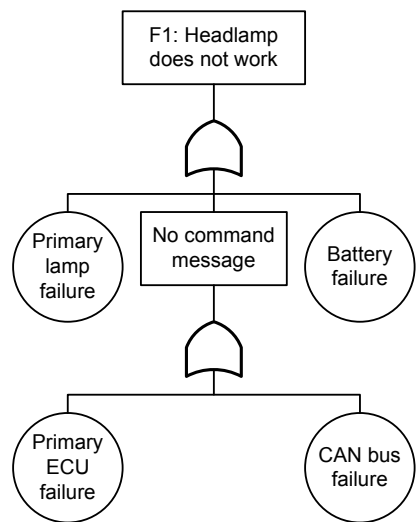 F1: Headlamp
does not work
Primary
lamp
failure
No command
message
Battery
failure
Primary
ECU
failure
CAN bus
failure